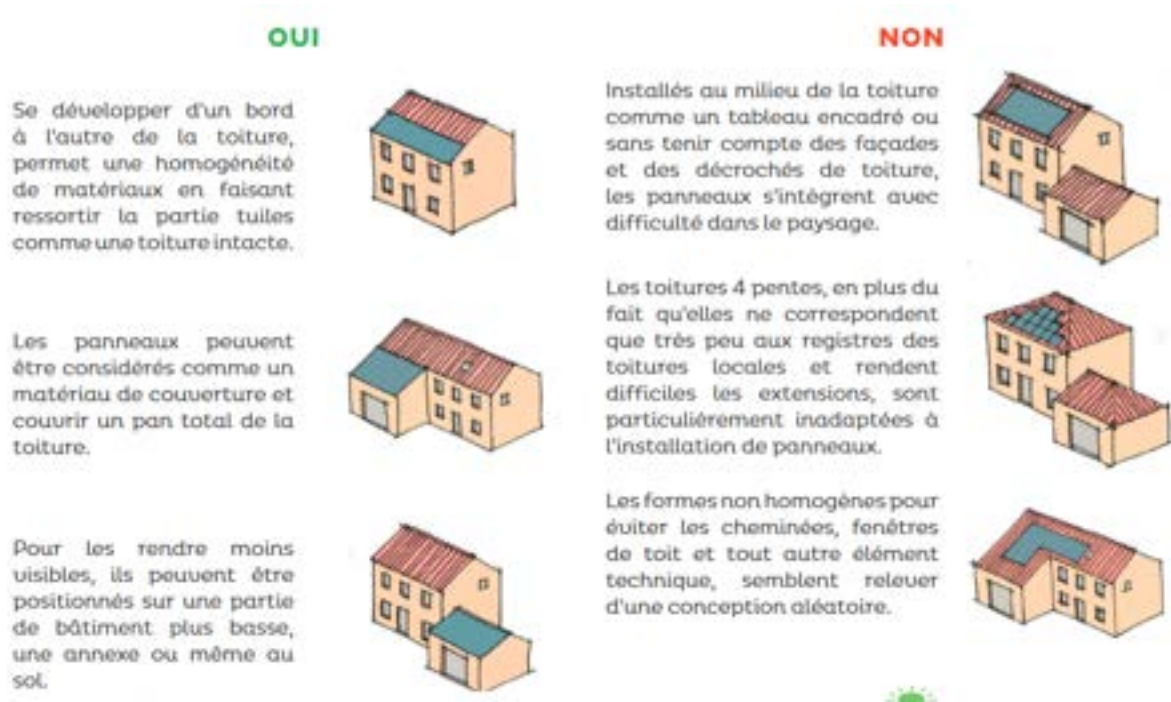 OUI
Se développer d'un bord
à l'autre de la toiture,
permet une homogénéité
de matériaux en faisant
ressortir la partie tuiles
comme une toiture intacte.
Les panneaux peuvent
être considérés comme un
matériau de couverture et
couvrir un pan total de la
toiture.
Pour les rendre moins
visibles, ils peuvent être
positionnés sur une partie
de bâtiment plus basse,
une annexe ou même au
sol.
NON
Installés au milieu de la toiture
comme un tableau encadré ou
sans tenir compte des façades
et des décrochés de toiture,
les panneaux s'intègrent avec
difficulté dans le paysage.
Les toitures 4 pentes, en plus du
fait qu'elles ne correspondent
que très peu aux registres des
toitures locales et rendent
difficiles les extensions, sont
particulièrement inadaptées à
l'installation de panneaux.
Les formes non homogènes pour
éviter les cheminées, fenêtres
de toit et tout autre élément
technique, semblent relever
d'une conception aléatoire.